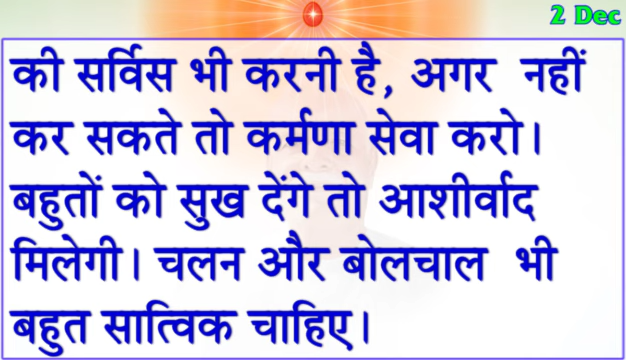 2 Dec
की सर्विस भी करनी है, अगर नहीं
कर सकते तो कर्मणा सेवा करो।
बहुतों को सुख देंगे तो आशीर्वाद
मिलेगी। चलन और बोलचाल भी
बहुत सात्विक चाहिए।